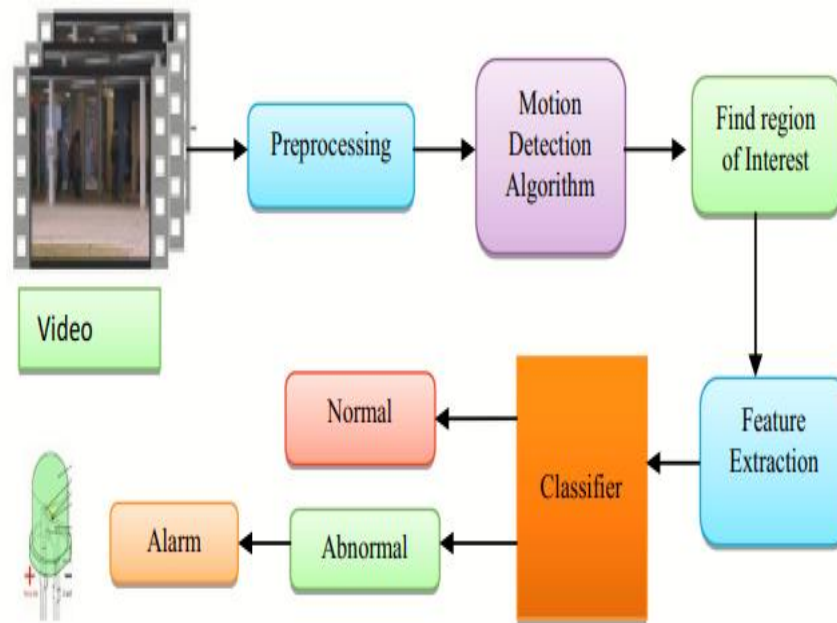 Preprocessing
Motion
Detection
Algorithm
Find region
of Interest
Video
Normal
Classifier
Feature
Extraction
Alarm
Abnormal
+
-